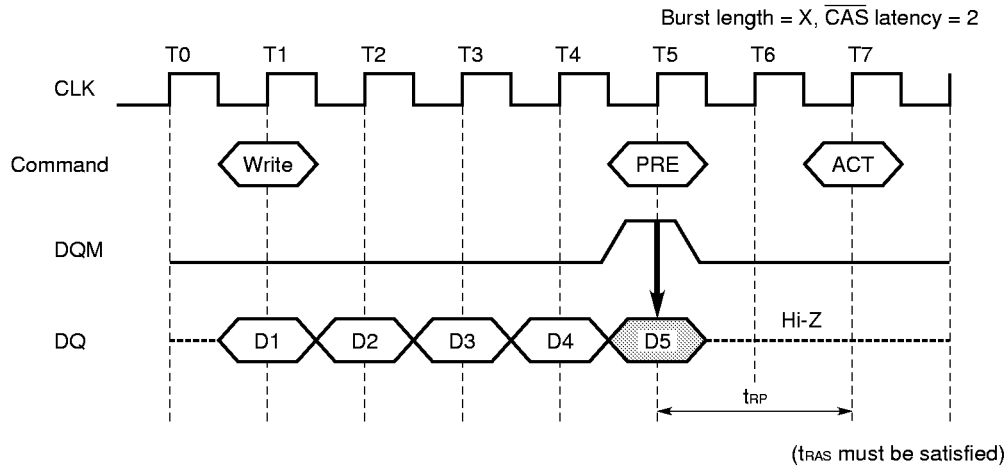 Burst length = X, C̅A̅S̅ latency = 2
T0 T1 T2 T3 T4 T5 T6 T7
CLK
Command Write PRE ACT
DQM
Hi-Z
DQ D1 D2 D3 D4 D5
tRP
(tRAS must be satisfied)